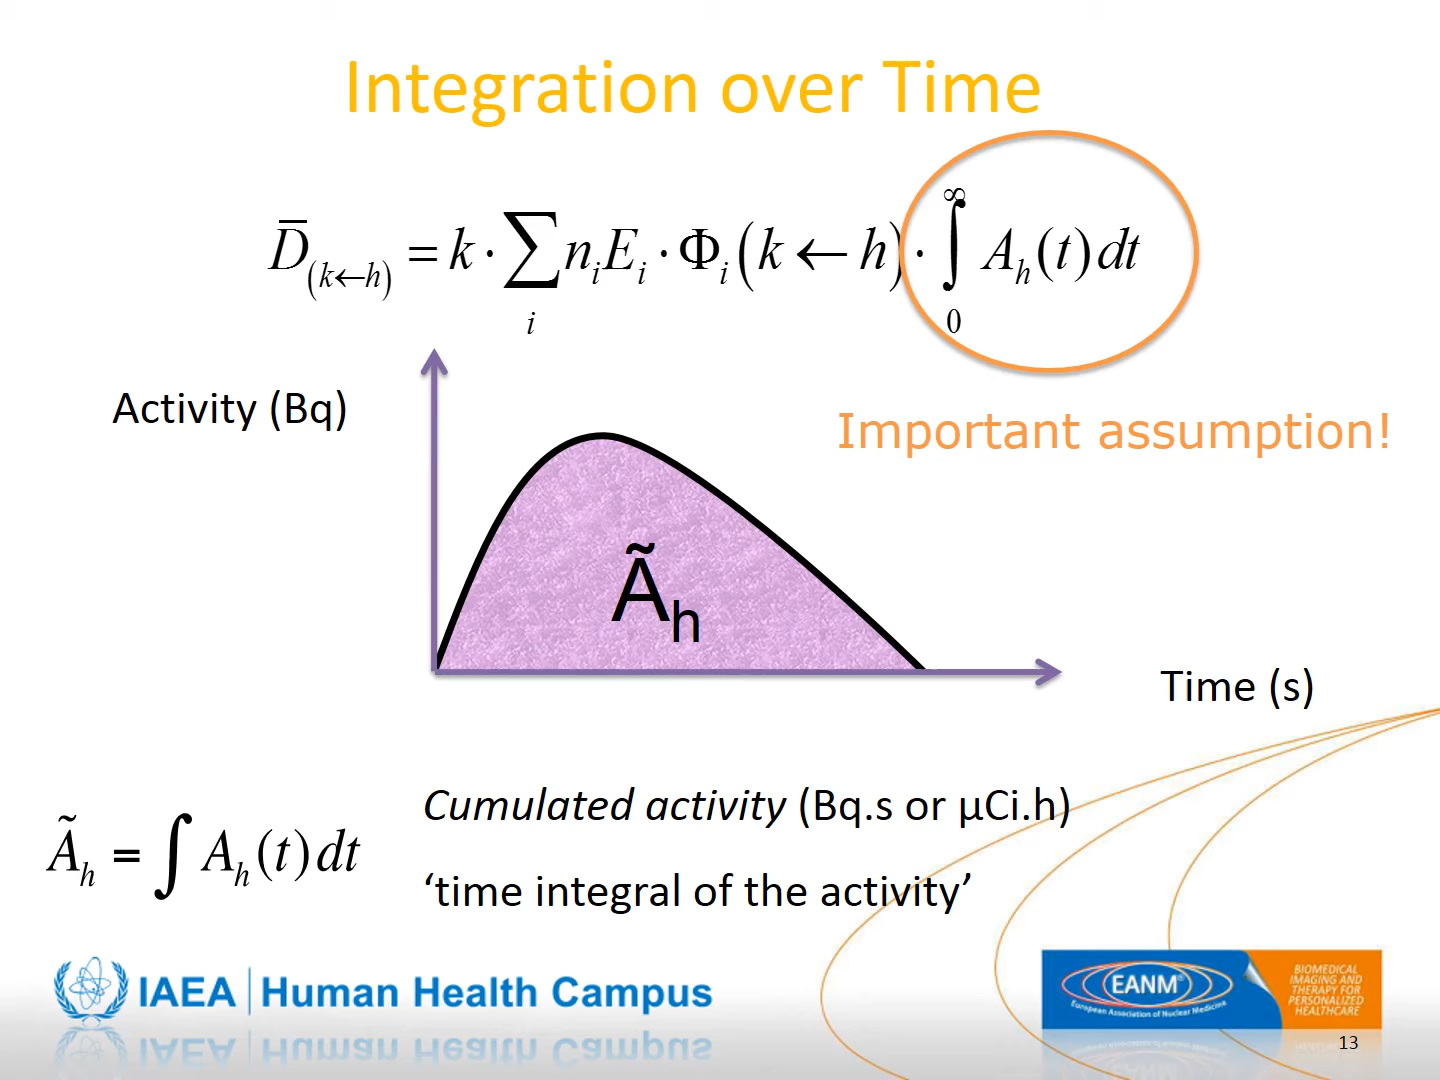 Integration over Time
D̄(k←h) = k · ∑i niEi · Φi(k ← h) · ∫0∞ Ah(t)dt
Activity (Bq)
Important assumption!
Ãh
Time (s)
Cumulated activity (Bq.s or µCi.h)
Ãh = ∫ Ah(t)dt
‘time integral of the activity’
IAEA | Human Health Campus
EANM®
European Association of Nuclear Medicine
BIOMEDICAL
IMAGING AND
THERAPY FOR
PERSONALIZED
HEALTHCARE
13